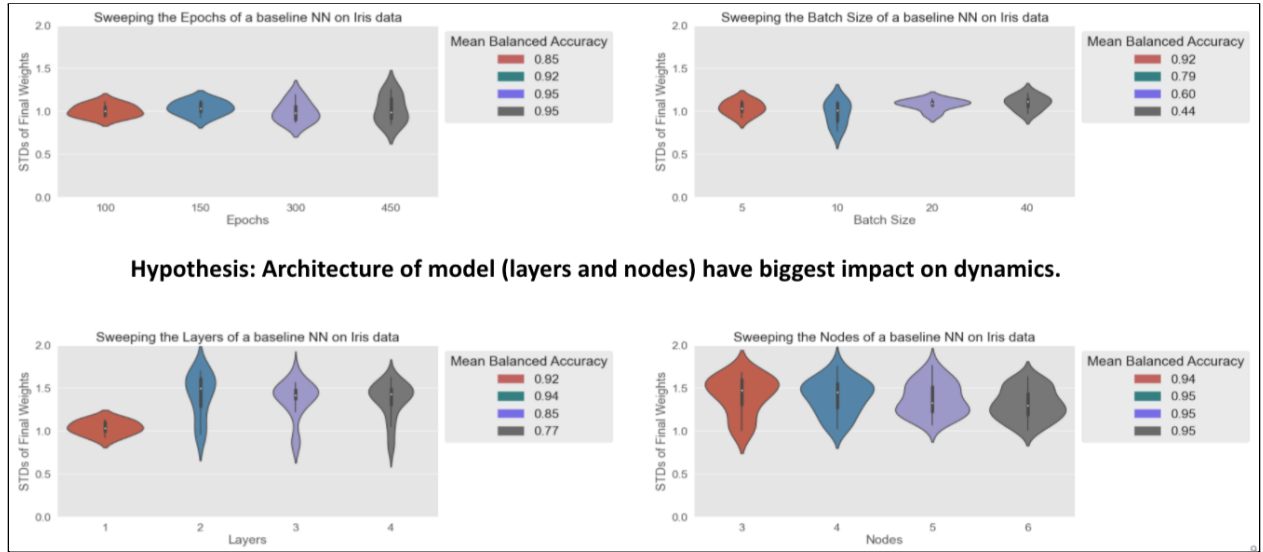 Sweeping the Epochs of a baseline NN on Iris data
STDs of Final Weights
2.0
1.5
1.0
0.5
0.0
100 150 300 450
Epochs
Mean Balanced Accuracy
0.85
0.92
0.95
0.95
Sweeping the Batch Size of a baseline NN on Iris data
STDs of Final Weights
2.0
1.5
1.0
0.5
0.0
5 10 20 40
Batch Size
Mean Balanced Accuracy
0.92
0.79
0.60
0.44
Hypothesis: Architecture of model (layers and nodes) have biggest impact on dynamics.
Sweeping the Layers of a baseline NN on Iris data
STDs of Final Weights
2.0
1.5
1.0
0.5
0.0
1 2 3 4
Layers
Mean Balanced Accuracy
0.92
0.94
0.85
0.77
Sweeping the Nodes of a baseline NN on Iris data
STDs of Final Weights
2.0
1.5
1.0
0.5
0.0
3 4 5 6
Nodes
Mean Balanced Accuracy
0.94
0.95
0.95
0.95